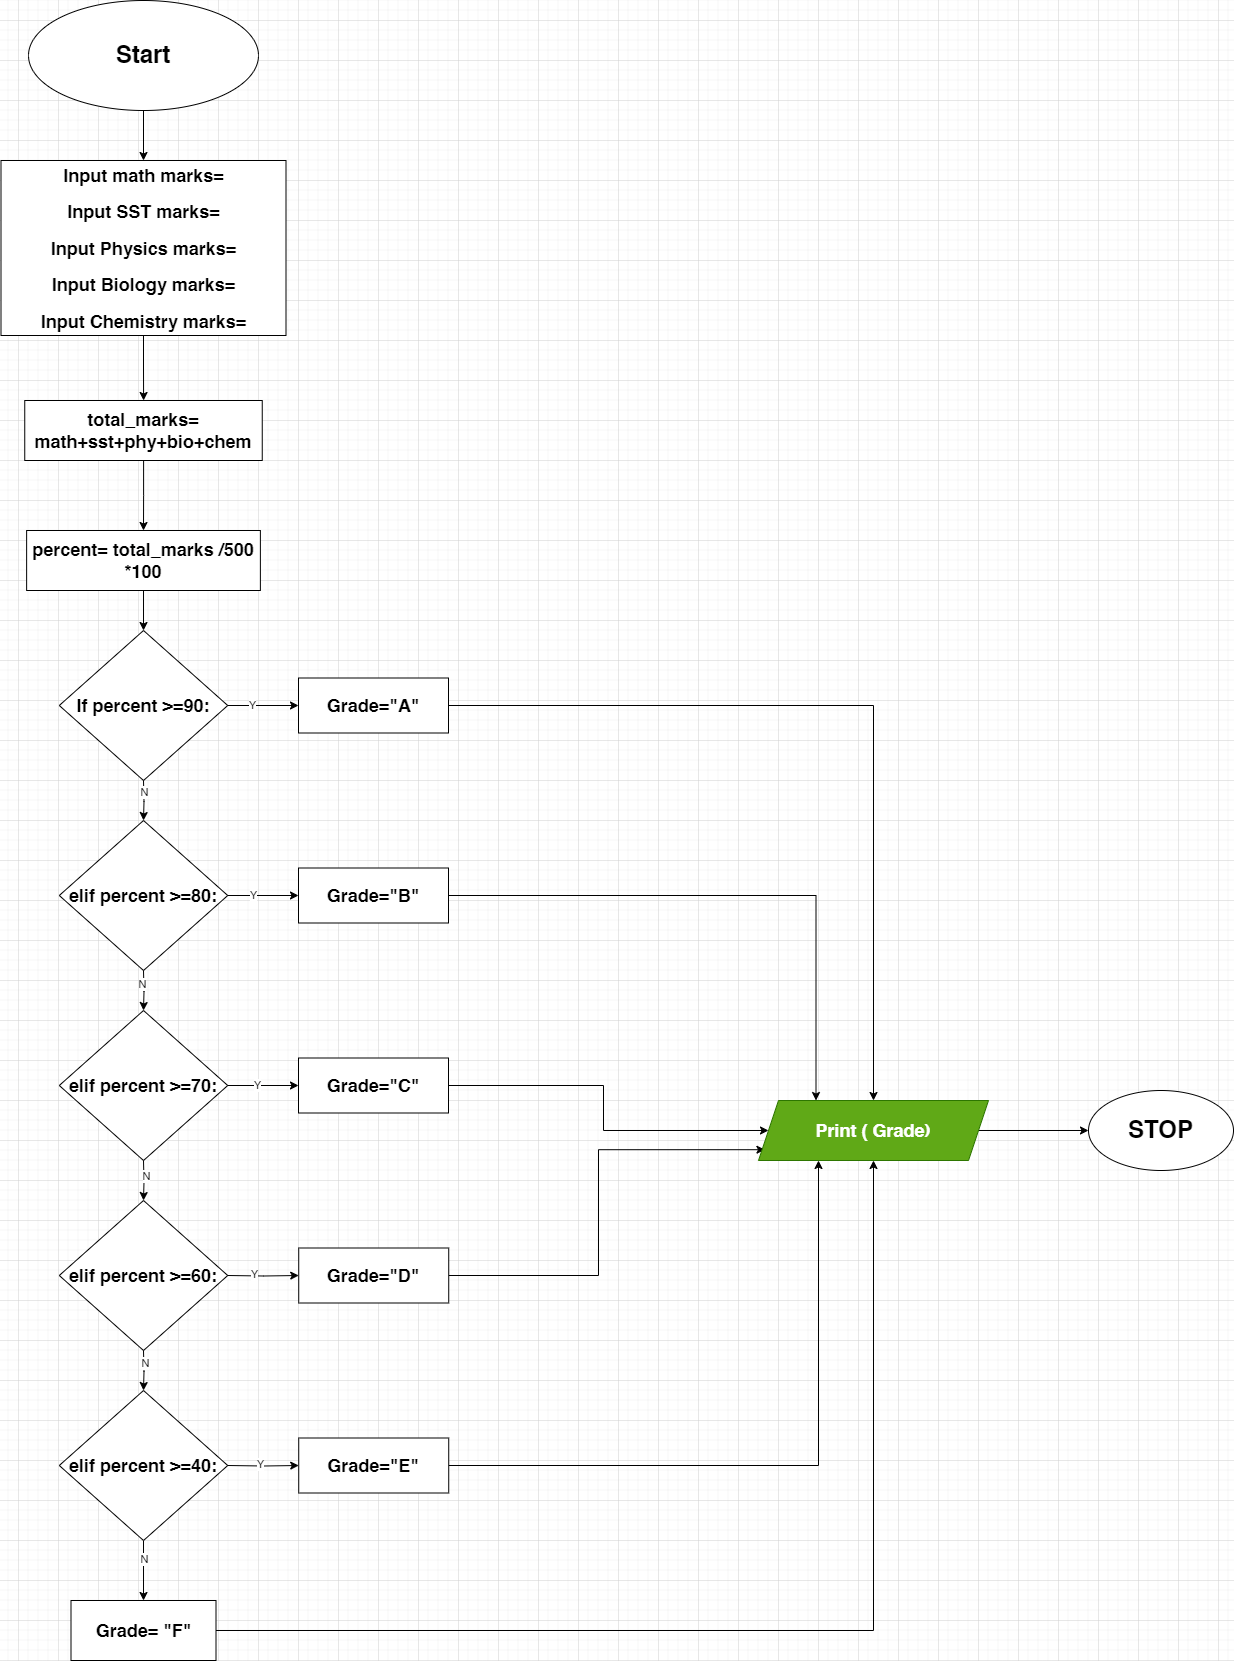 Start
Input math marks=
Input SST marks=
Input Physics marks=
Input Biology marks=
Input Chemistry marks=
total_marks=
math+sst+phy+bio+chem
percent= total_marks /500
*100
If percent >=90:
Y
Grade="A"
N
elif percent >=80:
Y
Grade="B"
N
elif percent >=70:
Y
Grade="C"
Print ( Grade)
STOP
N
elif percent >=60:
Y
Grade="D"
N
elif percent >=40:
Y
Grade="E"
N
Grade= "F"